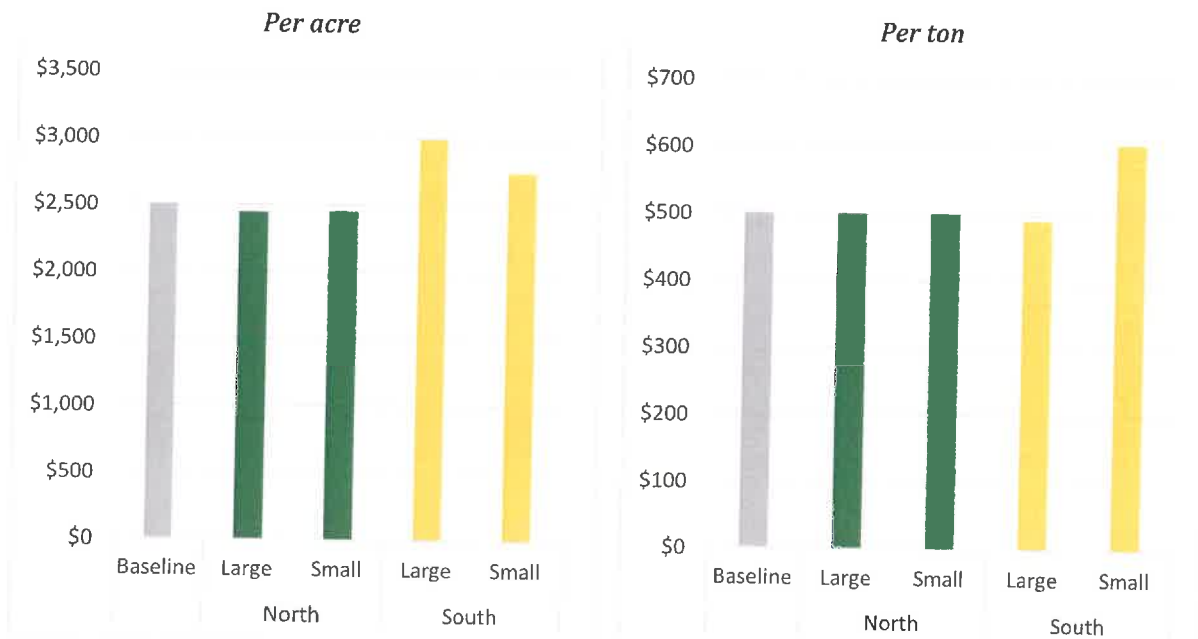 Per acre
$3,500
$3,000
$2,500
$2,000
$1,500
$1,000
$500
$0
Baseline Large Small Large Small
North South
Per ton
$700
$600
$500
$400
$300
$200
$100
$0
Baseline Large Small Large Small
North South